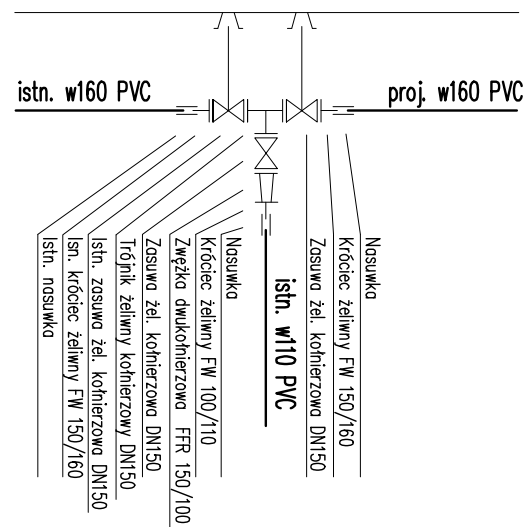 istn. w160 PVC
proj. w160 PVC
istn. w110 PVC
Istn. nasuwka
Isn. króciec żeliwny FW 150/160
Istn. zasuwa żel. kołnierzowa DN150
Trójnik żeliwny kołnierzowy DN150
Zasuwa żel. kołnierzowa DN150
Zwężka dwukołnierzowa FFR 150/100
Króciec żeliwny FW 100/110
Nasuwka
Zasuwa żel. kołnierzowa DN150
Króciec żeliwny FW 150/160
Nasuwka